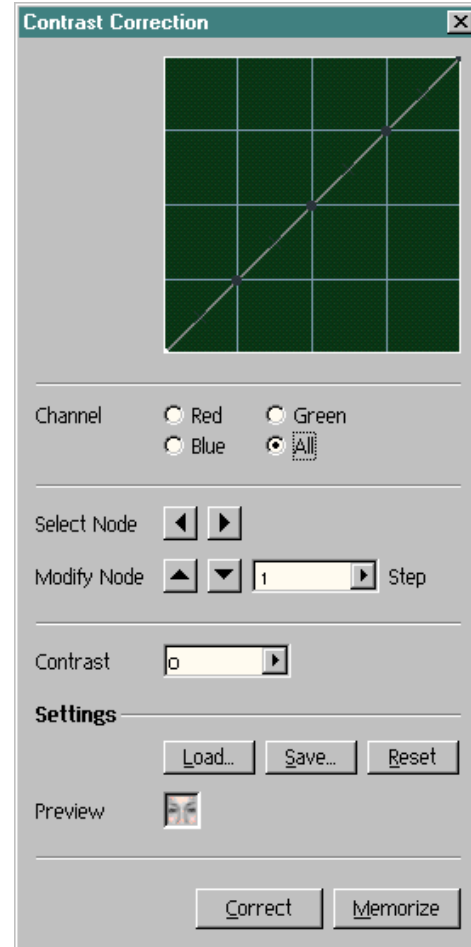 Contrast Correction
Channel Red Green
Blue All
Select Node
Modify Node 1 Step
Contrast 0
Settings
Load... Save... Reset
Preview
Correct Memorize